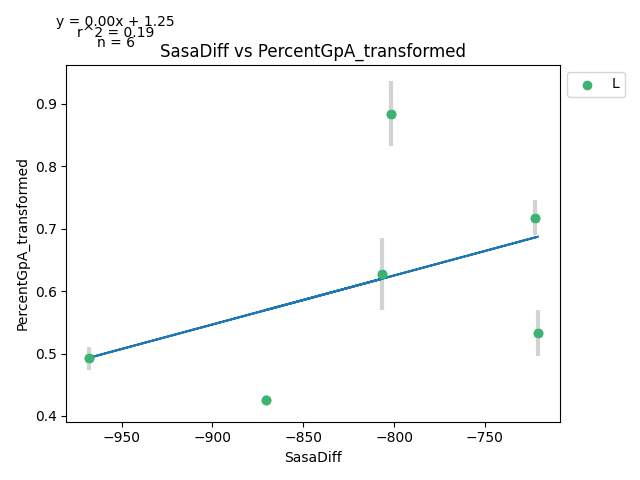 y = 0.00x + 1.25
r^2 = 0.19
n = 6
SasaDiff vs PercentGpA_transformed
L
PercentGpA_transformed
0.9
0.8
0.7
0.6
0.5
0.4
−950
−900
−850
−800
−750
SasaDiff